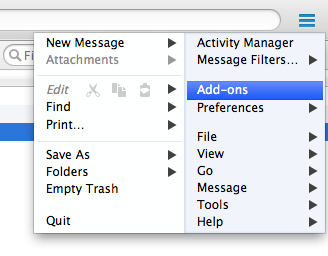 Fi
New Message
Attachments
Edit
Find
Print...
Save As
Folders
Empty Trash
Quit
Activity Manager
Message Filters...
Add-ons
Preferences
File
View
Go
Message
Tools
Help